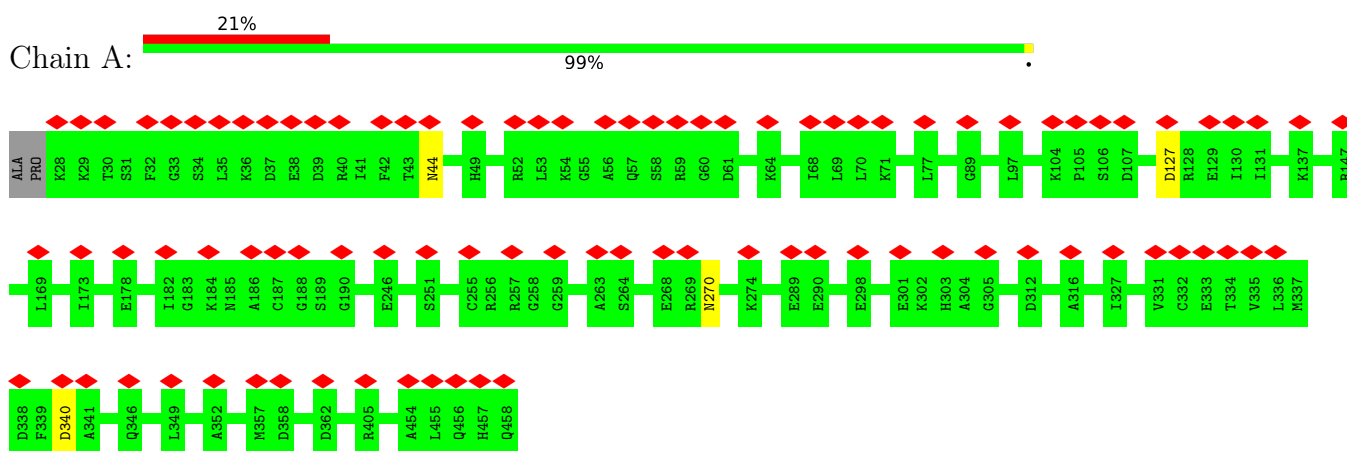 21%
Chain A:
99%
.
ALA PRO K28 K29 T30 S31 F32 G33 S34 L35 K36 D37 E38 D39 R40 I41 F42 T43 N44 H49 R52 L53 K54 G55 A56 Q57 S58 R59 G60 D61 K64 I68 L69 L70 K71 L77 G89 L97 K104 P105 S106 D107 D127 R128 E129 I130 I131 K137
L169 I173 E178 I182 G183 K184 N185 A186 C187 G188 S189 G190 E246 S251 C255 R256 R257 G258 G259 A263 S264 E268 R269 N270 K274 E289 E290 E298 E301 K302 H303 A304 G305 D312 A316 I327 V331 C332 E333 T334 V335 L336 M337
D338 F339 D340 A341 Q346 L349 A352 M357 D358 D362 R405 A454 L455 Q456 H457 Q458